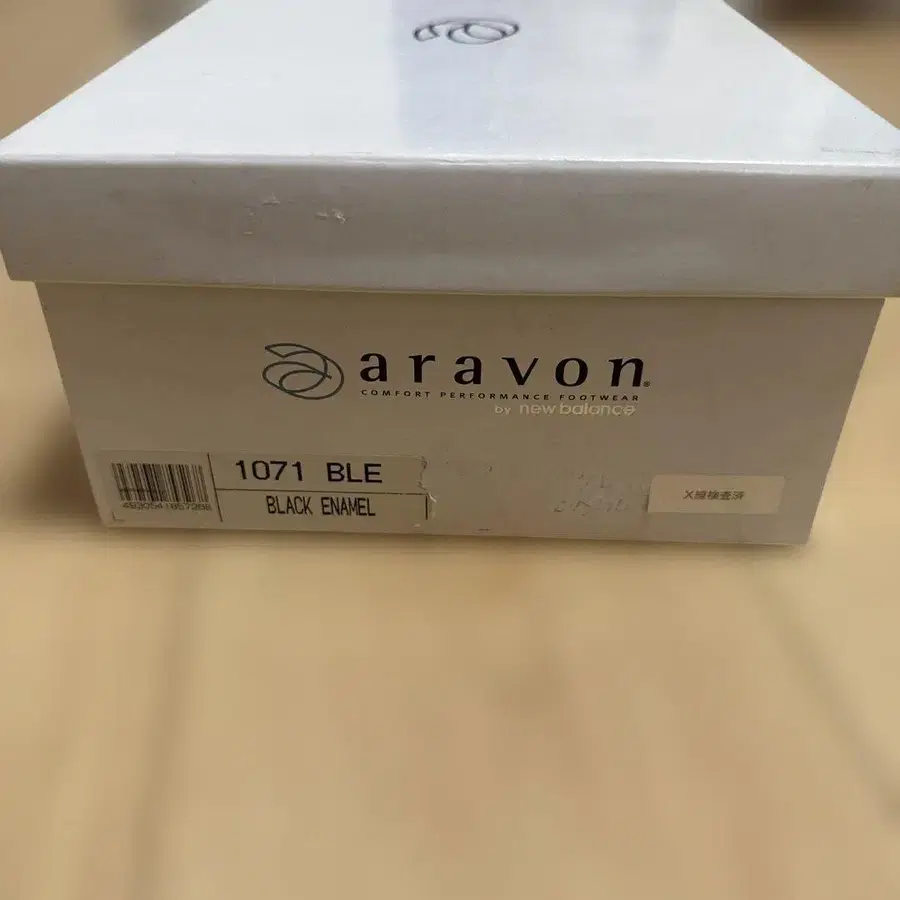 aravon®
COMFORT PERFORMANCE FOOTWEAR
by new balance
1071 BLE
BLACK ENAMEL
X線検査済